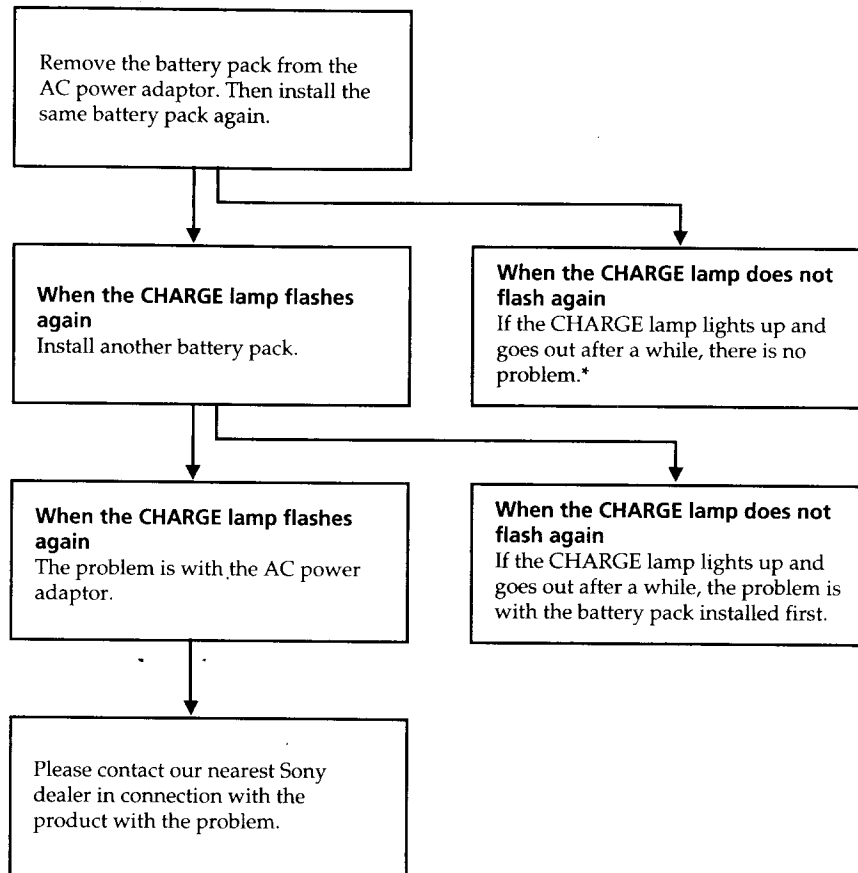 Remove the battery pack from the
AC power adaptor. Then install the
same battery pack again.
When the CHARGE lamp flashes
again
Install another battery pack.
When the CHARGE lamp does not
flash again
If the CHARGE lamp lights up and
goes out after a while, there is no
problem.*
When the CHARGE lamp flashes
again
The problem is with the AC power
adaptor.
When the CHARGE lamp does not
flash again
If the CHARGE lamp lights up and
goes out after a while, the problem is
with the battery pack installed first.
Please contact our nearest Sony
dealer in connection with the
product with the problem.